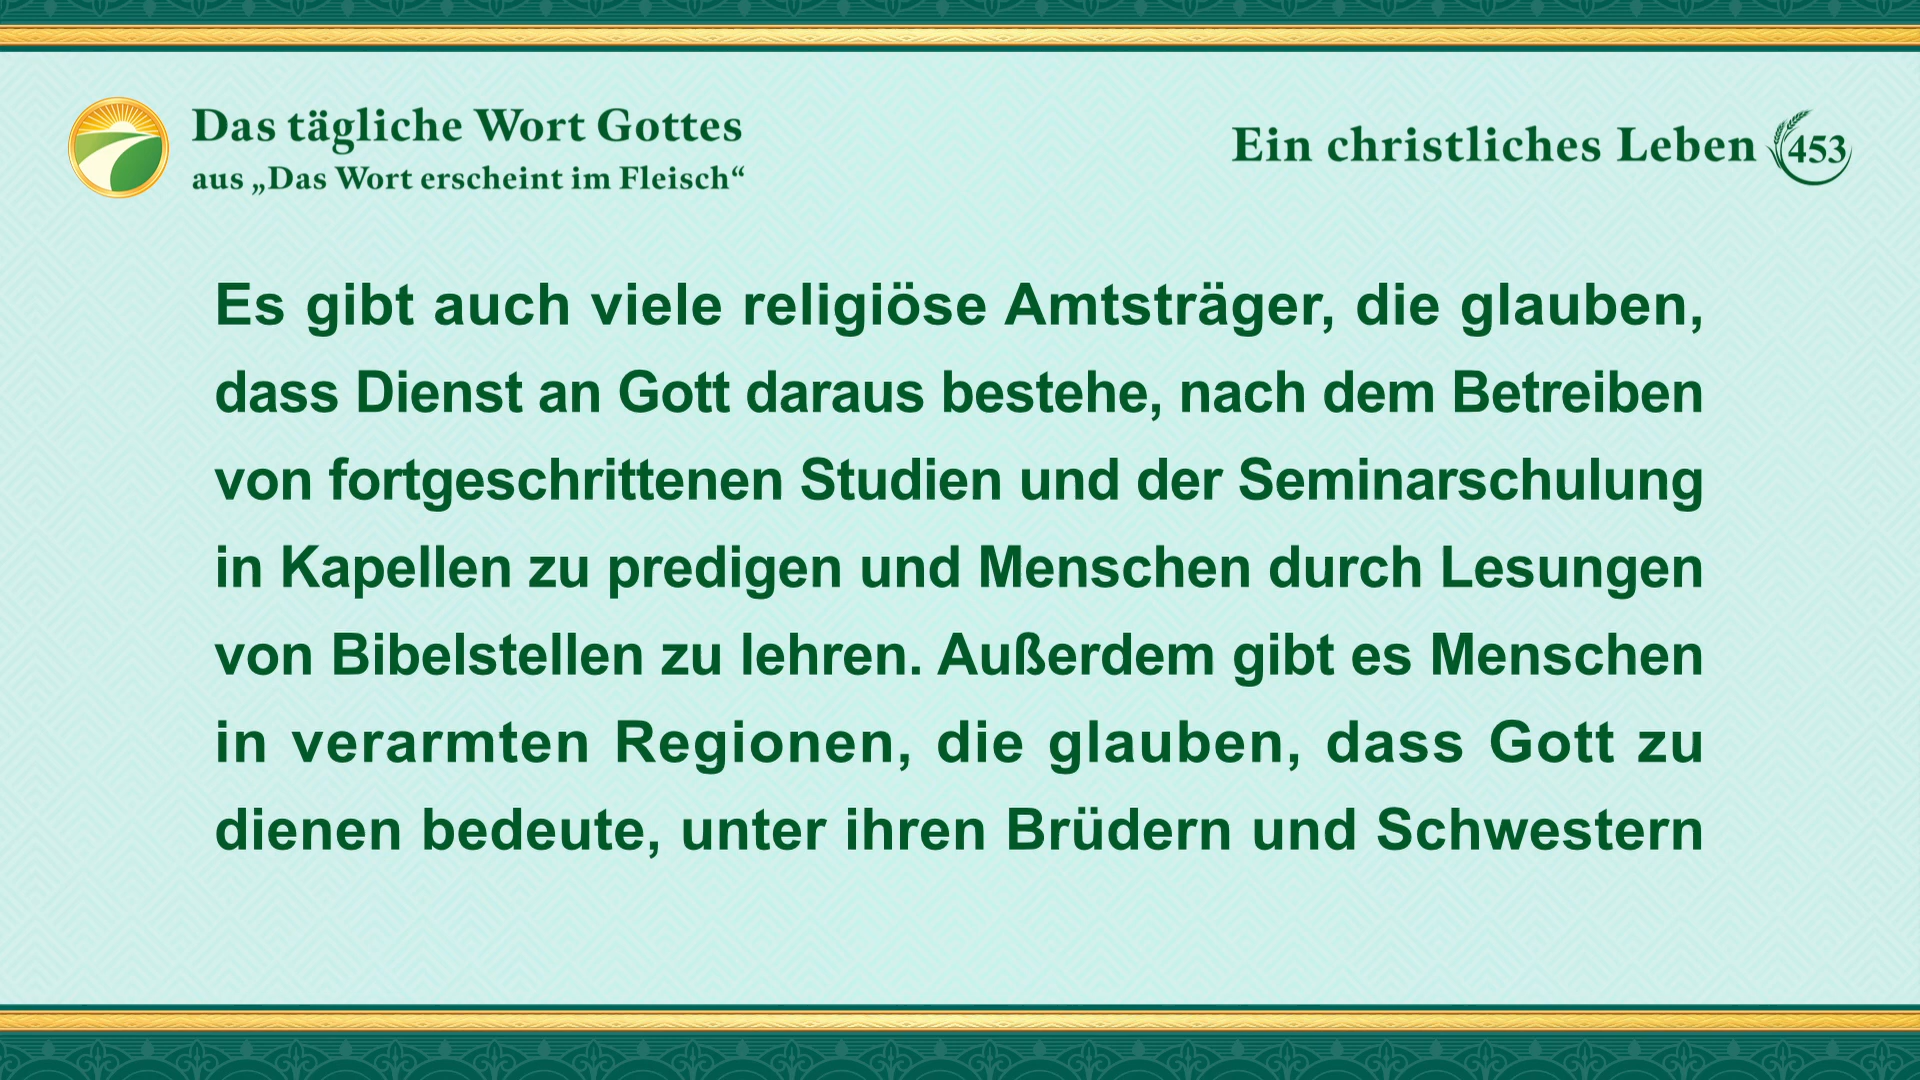 Das tägliche Wort Gottes
aus „Das Wort erscheint im Fleisch“
Ein christliches Leben 453
Es gibt auch viele religiöse Amtsträger, die glauben,
dass Dienst an Gott daraus bestehe, nach dem Betreiben
von fortgeschrittenen Studien und der Seminarschulung
in Kapellen zu predigen und Menschen durch Lesungen
von Bibelstellen zu lehren. Außerdem gibt es Menschen
in verarmten Regionen, die glauben, dass Gott zu
dienen bedeute, unter ihren Brüdern und Schwestern